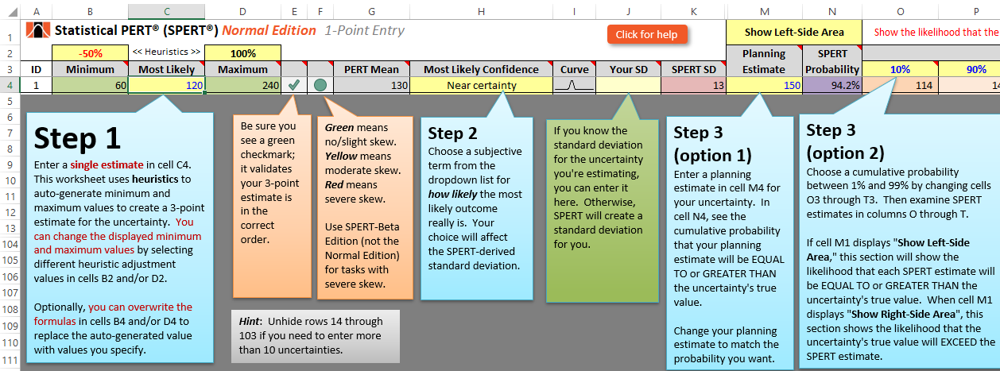 A B C D E F G H I J K M N O P
1 Statistical PERT® (SPERT®) Normal Edition 1-Point Entry Click for help Show Left-Side Area Show the likelihood that the
2 -50% << Heuristics >> 100% Planning SPERT
3 ID Minimum Most Likely Maximum PERT Mean Most Likely Confidence Curve Your SD SPERT SD Estimate Probability 10% 90%
4 1 60 120 240 130 Near certainty 13 150 94.2% 114 14
5
6
7
8
9
10
11
12
13
104
105
106
107
108
109
110
111
Step 1
Enter a single estimate in cell C4.
This worksheet uses heuristics to
auto-generate minimum and
maximum values to create a 3-point
estimate for the uncertainty. You
can change the displayed minimum
and maximum values by selecting
different heuristic adjustment
values in cells B2 and/or D2.
Optionally, you can overwrite the
formulas in cells B4 and/or D4 to
replace the auto-generated value
with values you specify.
Be sure you
see a green
checkmark;
it validates
your 3-point
estimate is
in the
correct
order.
Green means
no/slight skew.
Yellow means
moderate skew.
Red means
severe skew.
Use SPERT-Beta
Edition (not the
Normal Edition)
for tasks with
severe skew.
Hint: Unhide rows 14 through
103 if you need to enter more
than 10 uncertainties.
Step 2
Choose a subjective
term from the
dropdown list for
how likely the most
likely outcome
really is. Your
choice will affect
the SPERT-derived
standard deviation.
If you know the
standard deviation
for the uncertainty
you're estimating,
you can enter it
here. Otherwise,
SPERT will create a
standard deviation
for you.
Step 3
(option 1)
Enter a planning
estimate in cell M4 for
your uncertainty. In
cell N4, see the
cumulative probability
that your planning
estimate will be EQUAL
TO or GREATER THAN
the uncertainty's true
value.
Change your planning
estimate to match the
probability you want.
Step 3
(option 2)
Choose a cumulative probability
between 1% and 99% by changing cells
O3 through T3. Then examine SPERT
estimates in columns O through T.
If cell M1 displays "Show Left-Side
Area," this section will show the
likelihood that each SPERT estimate will
be EQUAL TO or GREATER THAN the
uncertainty's true value. When cell M1
displays "Show Right-Side Area", this
section shows the likelihood that the
uncertainty's true value will EXCEED the
SPERT estimate.